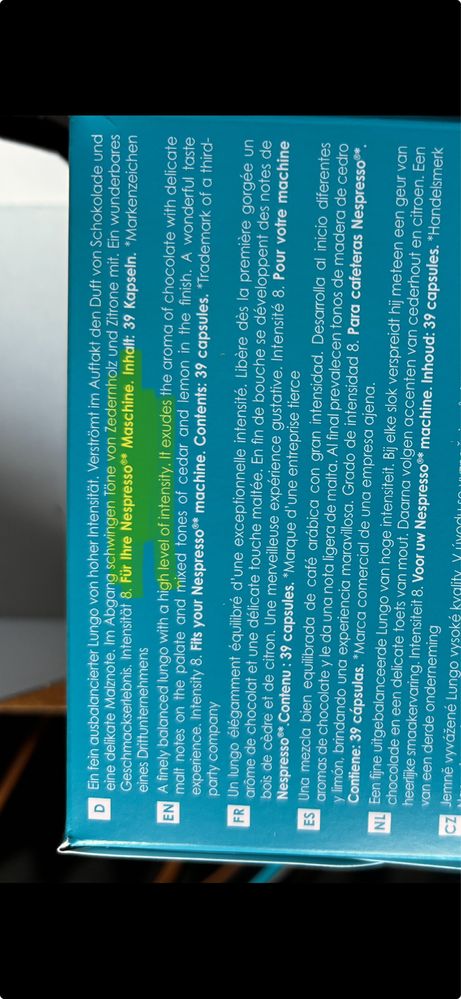 D Ein fein ausbalancierter Lungo von hoher Intensität. Verströmt im Auftakt den Duft von Schokolade und
eine delikate Malznote. Im Abgang schwingen Töne von Zedernholz und Zitrone mit. Ein wunderbares
Geschmackserlebnis. Intensität 8. Für Ihre Nespresso®* Maschine. Inhalt: 39 Kapseln. *Markenzeichen
eines Drittunternehmens
EN A finely balanced lungo with a high level of intensity. It exudes the aroma of chocolate with delicate
malt notes on the palate and mixed tones of cedar and lemon in the finish. A wonderful taste
experience. Intensity 8. Fits your Nespresso®* machine. Contents: 39 capsules. *Trademark of a third-
party company
FR Un lungo élégamment équilibré d'une exceptionnelle intensité. Libère dès la première gorgée un
arôme de chocolat et une délicate touche maltée. En fin de bouche se développent des notes de
bois de cèdre et de citron. Une merveilleuse expérience gustative. Intensité 8. Pour votre machine
Nespresso®*.Contenu : 39 capsules. *Marque d'une entreprise tierce
ES Una mezcla bien equilibrada de café arábica con gran intensidad. Desarrolla al inicio diferentes
aromas de chocolate y le da una nota ligera de malta. Al final prevalecen tonos de madera de cedro
y limón, brindando una experiencia maravillosa. Grado de intensidad 8. Para cafeteras Nespresso®*.
Contiene: 39 cápsulas. *Marca comercial de una empresa ajena.
NL Een fijne uitgebalanceerde Lungo van hoge intensiteit. Bij elke slok verspreidt hij meteen een geur van
chocolade en een delicate toets van mout. Daarna volgen accenten van cederhout en citroen. Een
heerlijke smaakervaring. Intensiteit 8. Voor uw Nespresso®* machine. Inhoud: 39 capsules. *Handelsmerk
van een derde onderneming
CZ Jemně vyvážené Lungo vysoké kvality. V úvodu